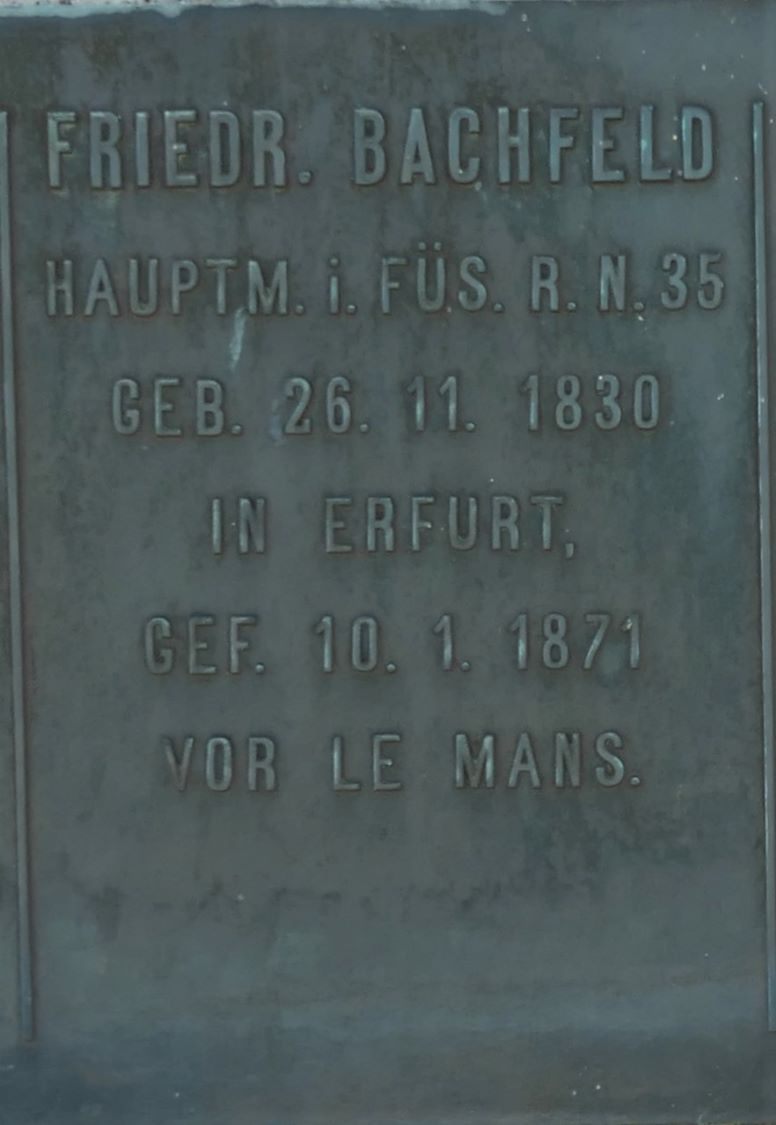 FRIEDR. BACHFELD
HAUPTM. i. FÜS. R. N. 35
GEB. 26. 11. 1830
IN ERFURT,
GEF. 10. 1. 1871
VOR LE MANS.